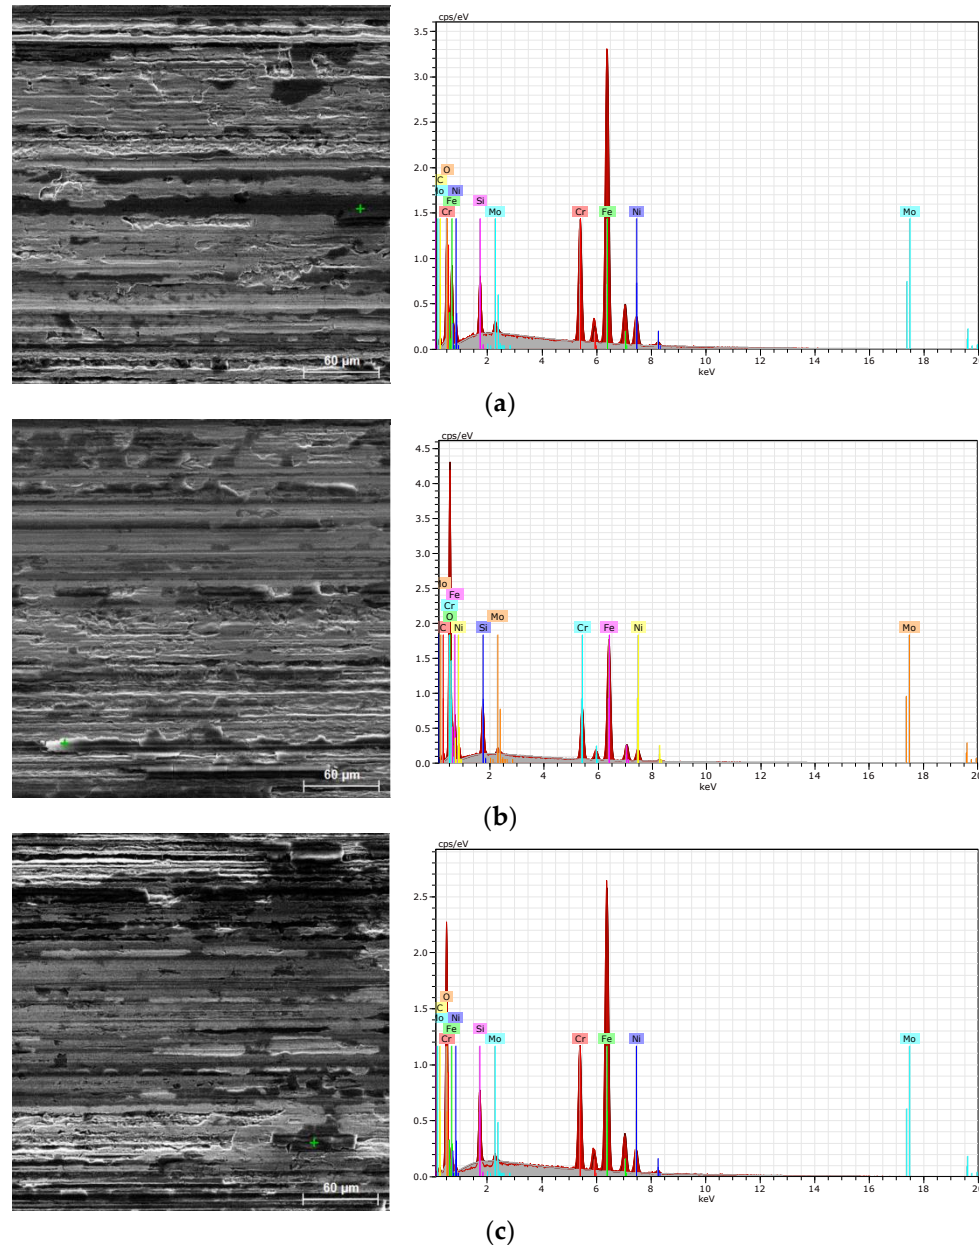 cps/eV
3.5
3.0
2.5
2.0
1.5
1.0
0.5
0.0
O
C
Mo Ni
Fe Si
Cr Mo Cr Fe Ni Mo
2 4 6 8 10 12 14 16 18 20
keV
60 µm
(a)
cps/eV
4.5
4.0
3.5
3.0
2.5
2.0
1.5
1.0
0.5
0.0
Mo
Fe
Cr
O Mo
C Ni Si Cr Fe Ni Mo
2 4 6 8 10 12 14 16 18 20
keV
60 µm
(b)
cps/eV
2.5
2.0
1.5
1.0
0.5
0.0
O
C
Mo Ni
Fe Si
Cr Mo Cr Fe Ni Mo
2 4 6 8 10 12 14 16 18 20
keV
60 µm
(c)